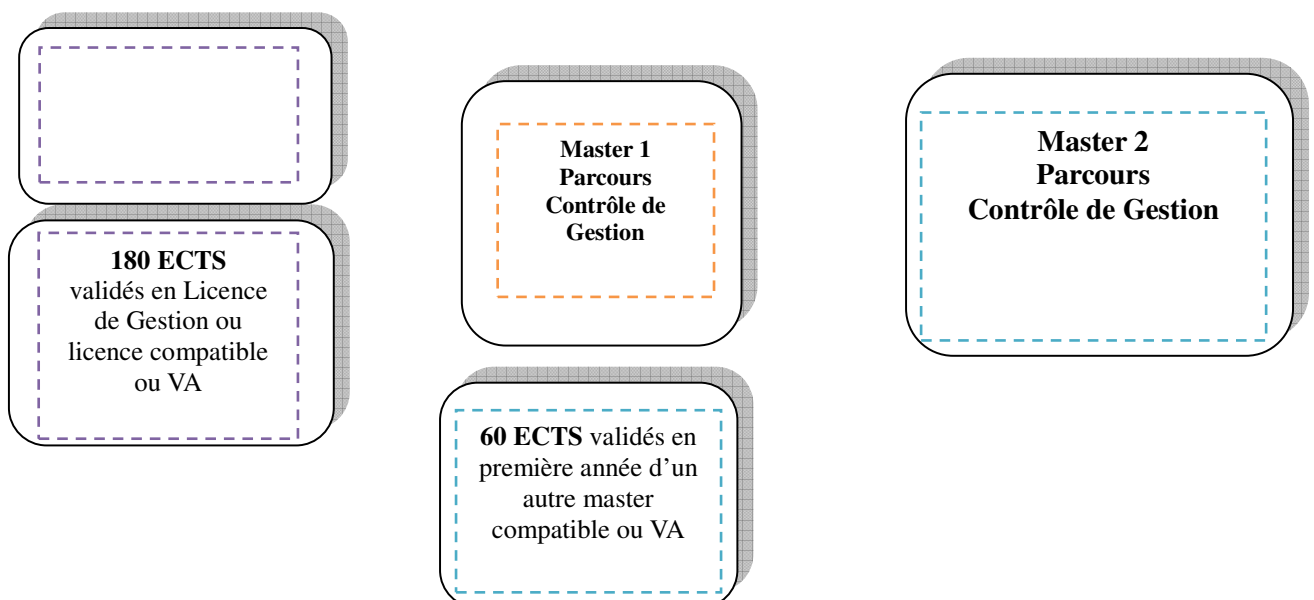 180 ECTS
validés en Licence
de Gestion ou
licence compatible
ou VA
Master 1
Parcours
Contrôle de
Gestion
60 ECTS validés en
première année d’un
autre master
compatible ou VA
Master 2
Parcours
Contrôle de Gestion